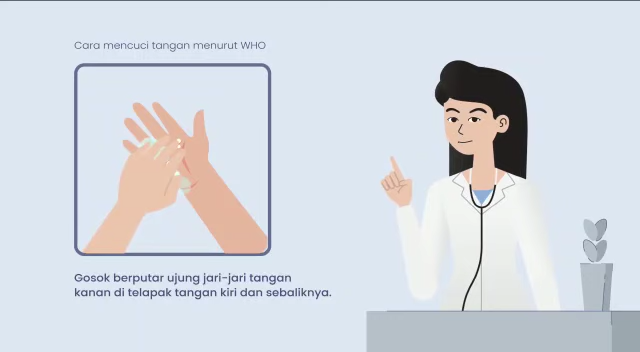 Cara mencuci tangan menurut WHO
Gosok berputar ujung jari-jari tangan
kanan di telapak tangan kiri dan sebaliknya.